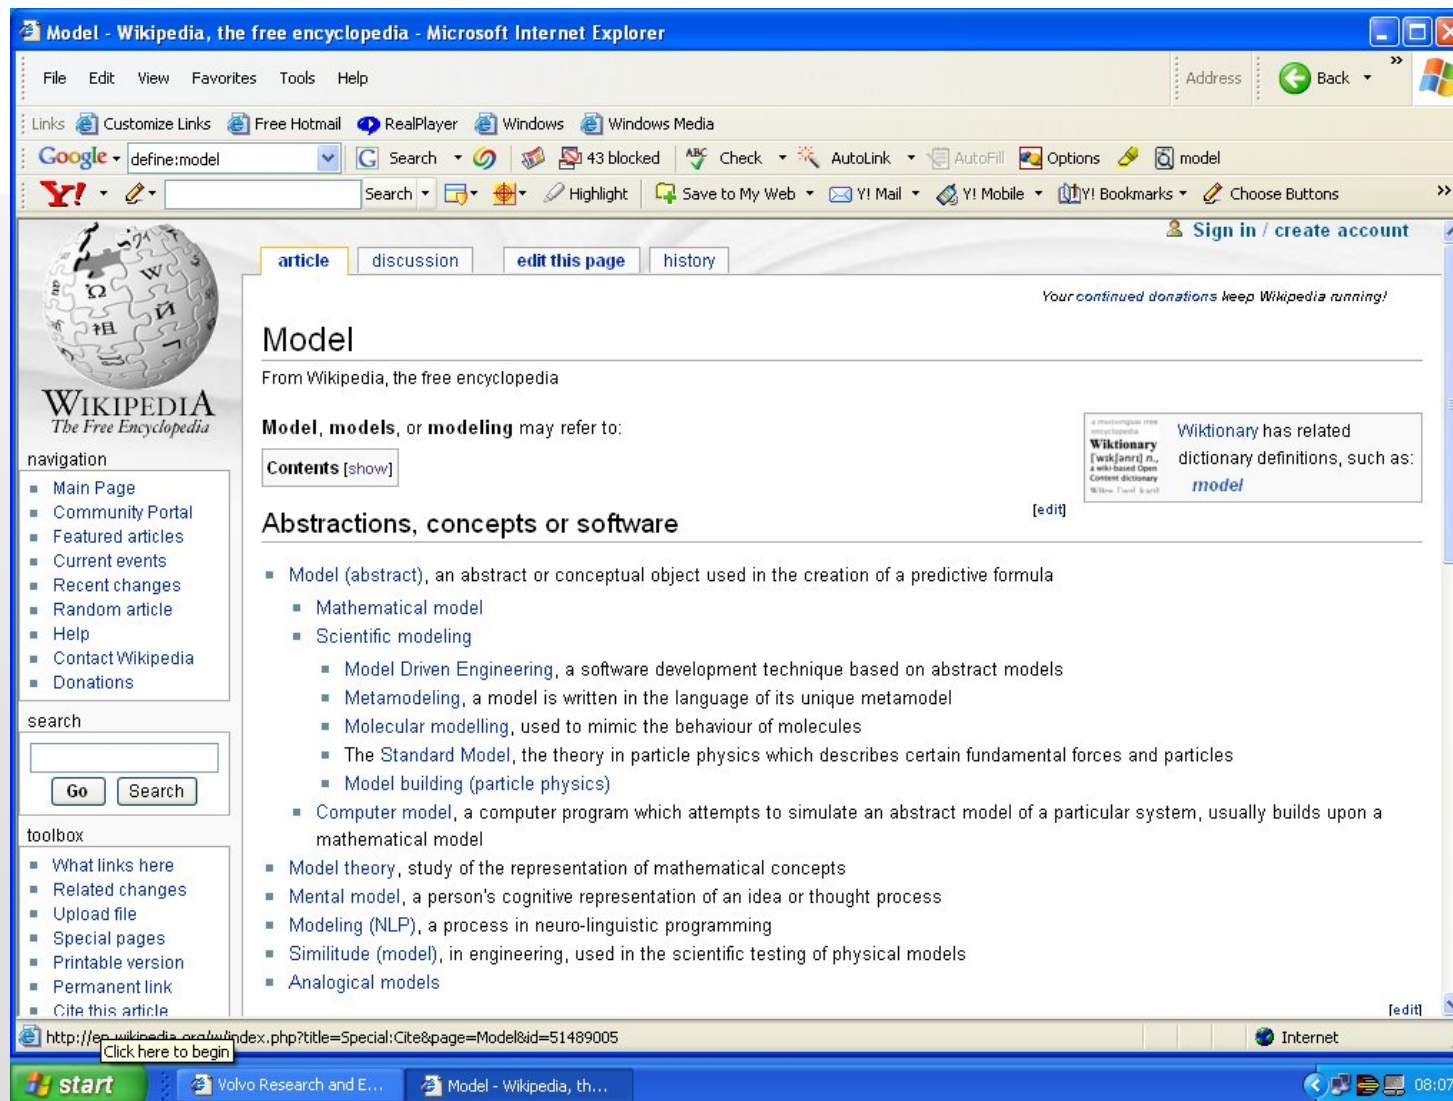 Model - Wikipedia, the free encyclopedia - Microsoft Internet Explorer
File Edit View Favorites Tools Help Address Back »
Links Customize Links Free Hotmail RealPlayer Windows Windows Media
Google define:model G Search 43 blocked ABC Check AutoLink AutoFill Options model
Y! Search Highlight Save to My Web Y! Mail Y! Mobile Y! Bookmarks Choose Buttons »
Sign in / create account
article discussion edit this page history
Your continued donations keep Wikipedia running!
Model
From Wikipedia, the free encyclopedia
WIKIPEDIA
The Free Encyclopedia
Model, models, or modeling may refer to:
Contents [show]
Wiktionary
Wiktionary has related
dictionary definitions, such as:
model
navigation
Main Page
Community Portal
Featured articles
Current events
Recent changes
Random article
Help
Contact Wikipedia
Donations
search
Go Search
toolbox
What links here
Related changes
Upload file
Special pages
Printable version
Permanent link
Cite this article
[edit]
Abstractions, concepts or software
Model (abstract), an abstract or conceptual object used in the creation of a predictive formula
Mathematical model
Scientific modeling
Model Driven Engineering, a software development technique based on abstract models
Metamodeling, a model is written in the language of its unique metamodel
Molecular modelling, used to mimic the behaviour of molecules
The Standard Model, the theory in particle physics which describes certain fundamental forces and particles
Model building (particle physics)
Computer model, a computer program which attempts to simulate an abstract model of a particular system, usually builds upon a
mathematical model
Model theory, study of the representation of mathematical concepts
Mental model, a person's cognitive representation of an idea or thought process
Modeling (NLP), a process in neuro-linguistic programming
Similitude (model), in engineering, used in the scientific testing of physical models
Analogical models
[edit]
http://en.wikipedia.org/w/index.php?title=Special:Cite&page=Model&id=51489005 Internet
Click here to begin
start Volvo Research and E... Model - Wikipedia, th... 08:07